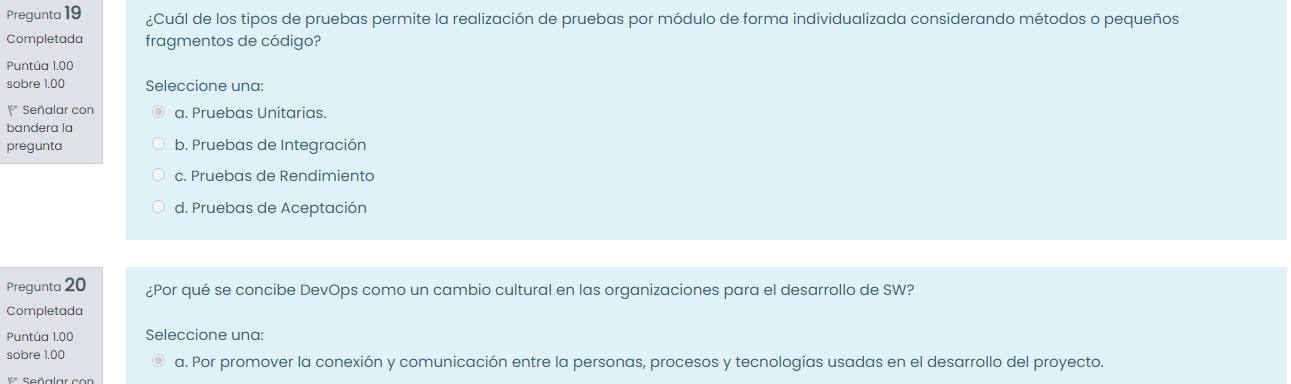 Pregunta 19
Completada
Puntúa 1.00
sobre 1.00
Señalar con
bandera la
pregunta
¿Cuál de los tipos de pruebas permite la realización de pruebas por módulo de forma individualizada considerando métodos o pequeños
fragmentos de código?
Seleccione una:
a. Pruebas Unitarias.
b. Pruebas de Integración
c. Pruebas de Rendimiento
d. Pruebas de Aceptación
Pregunta 20
Completada
Puntúa 1.00
sobre 1.00
Señalar con
¿Por qué se concibe DevOps como un cambio cultural en las organizaciones para el desarrollo de SW?
Seleccione una:
a. Por promover la conexión y comunicación entre la personas, procesos y tecnologías usadas en el desarrollo del proyecto.